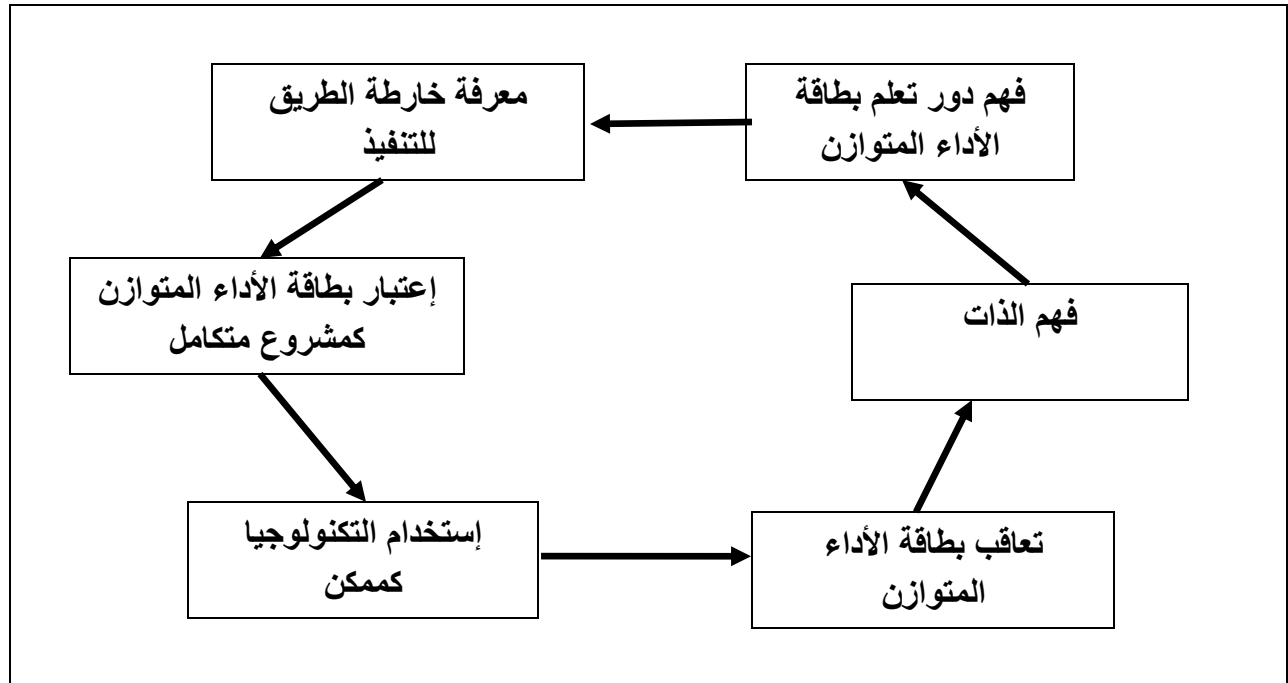 فهم دور تعلم بطاقة
الأداء المتوازن
معرفة خارطة الطريق
للتنفيذ
إعتبار بطاقة الأداء المتوازن
كمشروع متكامل
فهم الذات
إستخدام التكنولوجيا
كممكن
تعاقب بطاقة الأداء
المتوازن